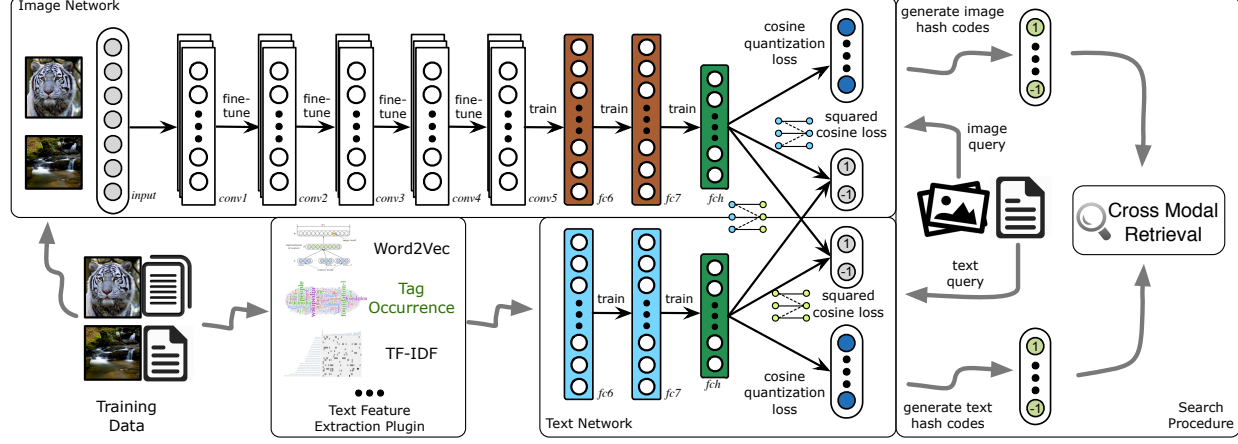 Image Network
input
fine-
tune
fine-
tune
fine-
tune
fine-
tune
train
train
train
conv1
conv2
conv3
conv4
conv5
fc6
fc7
fch
cosine
quantization
loss
squared
cosine loss
1
-1
generate image
hash codes
1
-1
image
query
Cross Modal
Retrieval
text
query
Training
Data
Word2Vec
Tag
Occurrence
TF-IDF
Text Feature
Extraction Plugin
train
train
fc6
fc7
fch
1
-1
squared
cosine loss
cosine
quantization
loss
Text Network
generate text
hash codes
1
-1
Search
Procedure